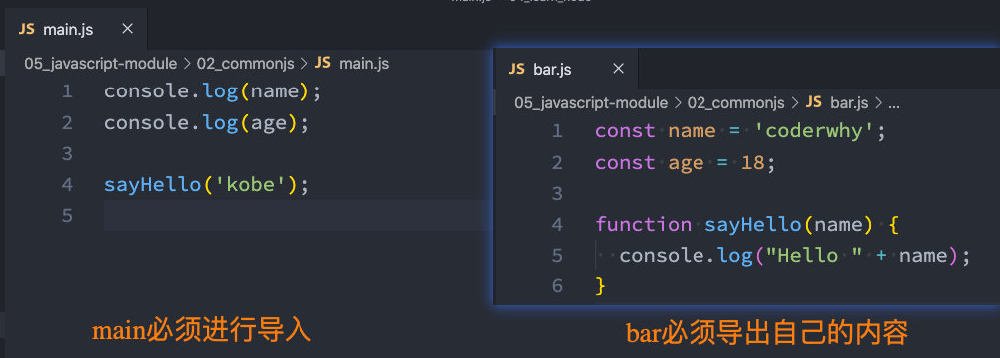 JS main.js ×
05_javascript-module > 02_commonjs > JS main.js
1 console.log(name);
2 console.log(age);
3
4 sayHello('kobe');
5
JS bar.js ×
05_javascript-module > 02_commonjs > JS bar.js > ...
1 const name = 'coderwhy';
2 const age = 18;
3
4 function sayHello(name) {
5 console.log("Hello " + name);
6 }
main必须进行导入
bar必须导出自己的内容